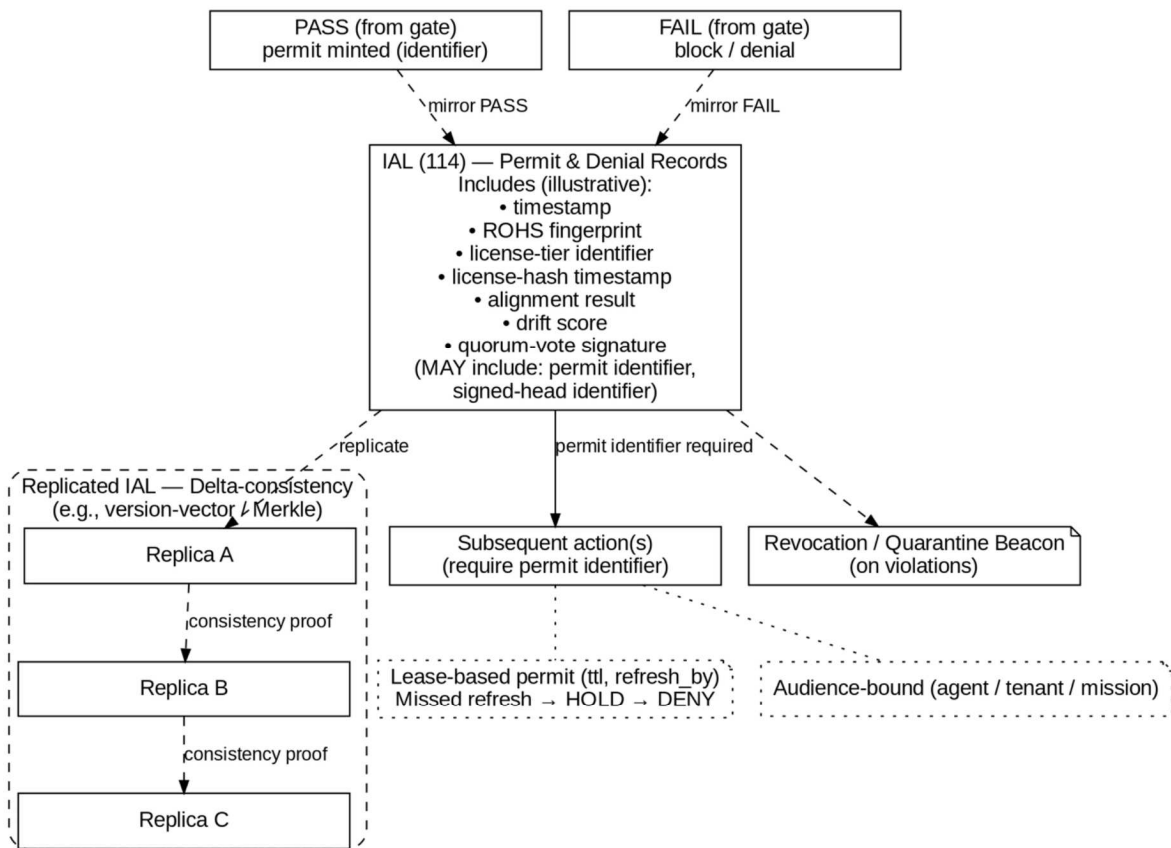 PASS (from gate)
permit minted (identifier)
FAIL (from gate)
block / denial
mirror PASS
mirror FAIL
IAL (114) — Permit & Denial Records
Includes (illustrative):
• timestamp
• ROHS fingerprint
• license-tier identifier
• license-hash timestamp
• alignment result
• drift score
• quorum-vote signature
(MAY include: permit identifier,
signed-head identifier)
replicate
permit identifier required
Replicated IAL — Delta-consistency
(e.g., version-vector / Merkle)
Replica A
consistency proof
Replica B
consistency proof
Replica C
Subsequent action(s)
(require permit identifier)
Revocation / Quarantine Beacon
(on violations)
Lease-based permit (ttl, refresh_by)
Missed refresh → HOLD → DENY
Audience-bound (agent / tenant / mission)